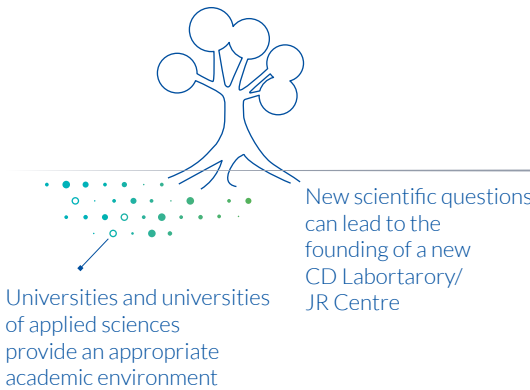 New scientific questions
can lead to the
founding of a new
CD Labortarory/
JR Centre
Universities and universities
of applied sciences
provide an appropriate
academic environment